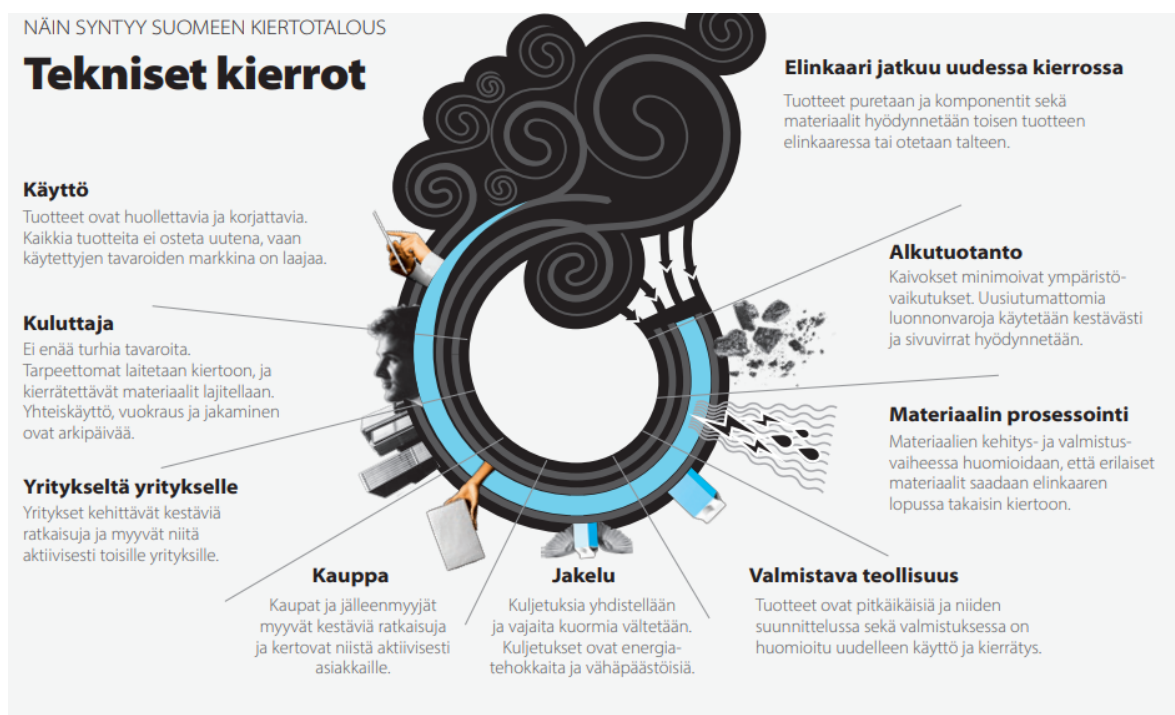 NÄIN SYNTYY SUOMEEN KIERTOTALOUS
Tekniset kierrot
Elinkaari jatkuu uudessa kierrossa
Tuotteet puretaan ja komponentit sekä
materiaalit hyödynnetään toisen tuotteen
elinkaaressa tai otetaan talteen.
Alkutuotanto
Kaivokset minimoivat ympäristö-
vaikutukset. Uusiutumattomia
luonnonvaroja käytetään kestävästi
ja sivuvirrat hyödynnetään.
Materiaalin prosessointi
Materiaalien kehitys- ja valmistus-
vaiheessa huomioidaan, että erilaiset
materiaalit saadaan elinkaaren
lopussa takaisin kiertoon.
Valmistava teollisuus
Tuotteet ovat pitkäikäisiä ja niiden
suunnittelussa sekä valmistuksessa on
huomioitu uudelleen käyttö ja kierrätys.
Jakelu
Kuljetuksia yhdistellään
ja vajaita kuormia vältetään.
Kuljetukset ovat energia-
tehokkaita ja vähäpäästöisiä.
Kauppa
Kaupat ja jälleenmyyjät
myyvät kestäviä ratkaisuja
ja kertovat niistä aktiivisesti
asiakkaille.
Yritykseltä yritykselle
Yritykset kehittäviä kestäviä
ratkaisuja ja myyvät niitä
aktiivisesti toisille yrityksille.
Kuluttaja
Ei enää turhia tavaroita.
Tarpeettomat laitetaan kiertoon, ja
kierrätettävät materiaalit lajitellaan.
Yhteiskäyttö, vuokraus ja jakaminen
ovat arkipäivää.
Käyttö
Tuotteet ovat huollettavia ja korjattavia.
Kaikkia tuotteita ei osteta uutena, vaan
käytettyjen tavaroiden markkina on laajaa.